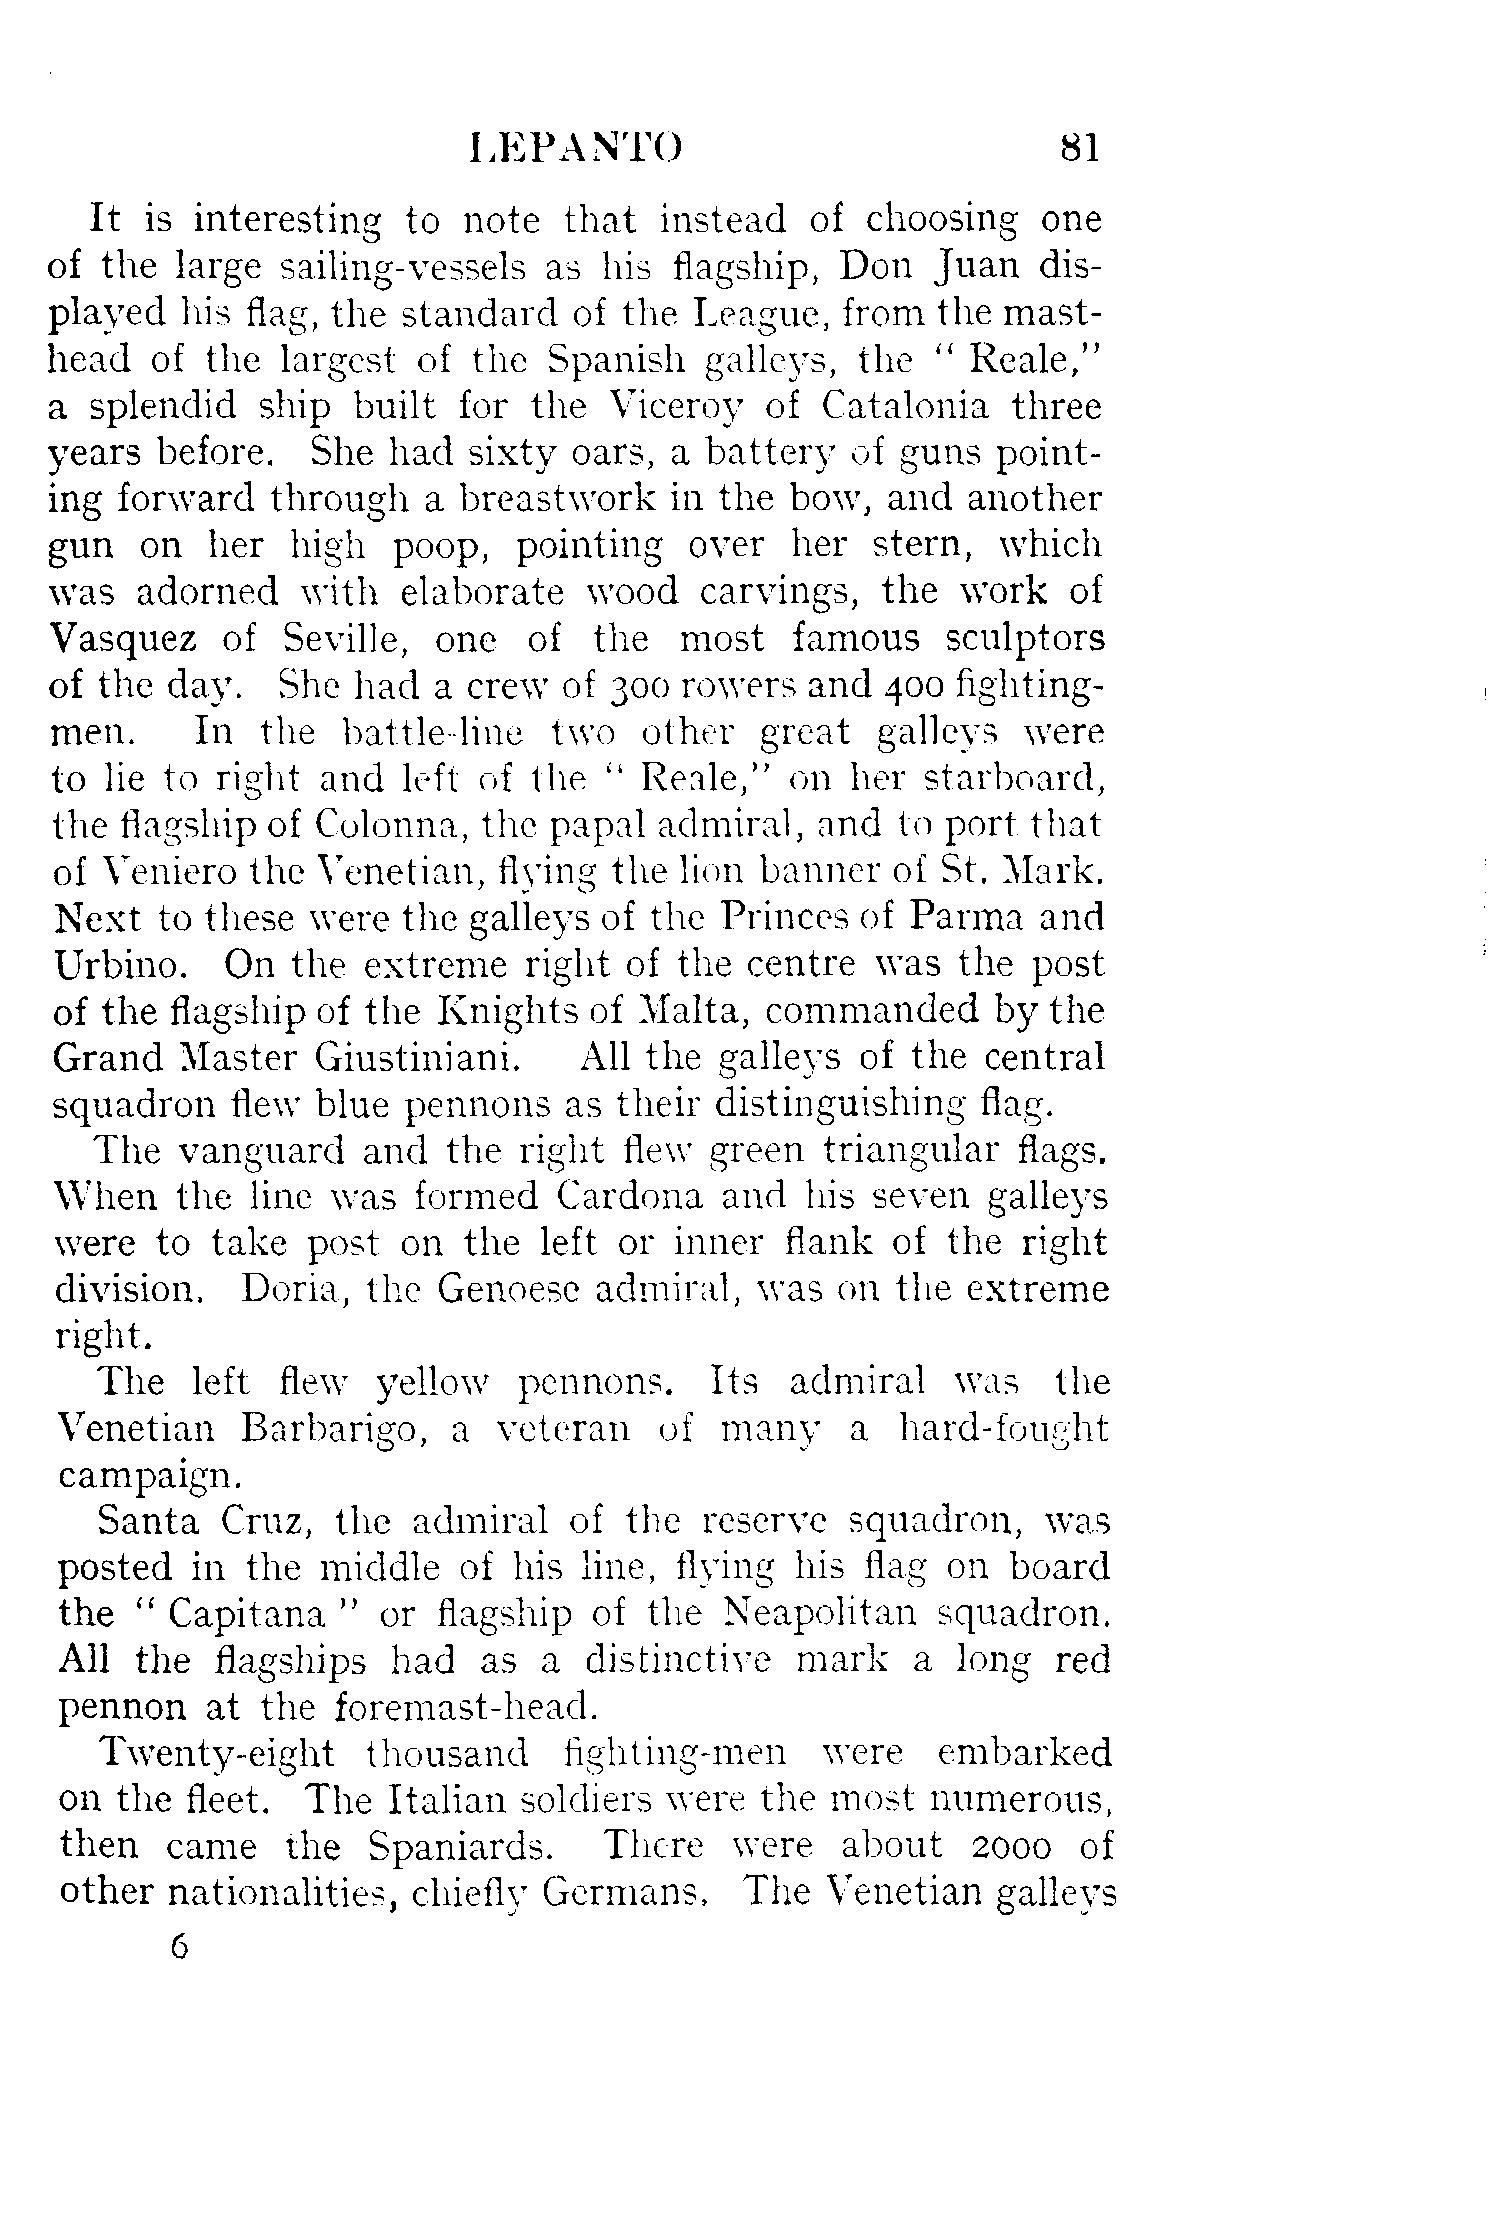 LEPANTO 81
It is interesting to note that instead of choosing one
of the large sailing-vessels as his flagship, Don Juan dis-
played his flag, the standard of the League, from the mast-
head of the largest of the Spanish galleys, the “ Reale,”
a splendid ship built for the Viceroy of Catalonia three
years before. She had sixty oars, a battery of guns point-
ing forward through a breastwork in the bow, and another
gun on her high poop, pointing over her stern, which
was adorned with elaborate wood carvings, the work of
Vasquez of Seville, one of the most famous sculptors
of the day. She had a crew of 300 rowers and 400 fighting-
men. In the battle-line two other great galleys were
to lie to right and left of the “ Reale,” on her starboard,
the flagship of Colonna, the papal admiral, and to port that
of Veniero the Venetian, flying the lion banner of St. Mark.
Next to these were the galleys of the Princes of Parma and
Urbino. On the extreme right of the centre was the post
of the flagship of the Knights of Malta, commanded by the
Grand Master Giustiniani. All the galleys of the central
squadron flew blue pennons as their distinguishing flag.
The vanguard and the right flew green triangular flags.
When the line was formed Cardona and his seven galleys
were to take post on the left or inner flank of the right
division. Doria, the Genoese admiral, was on the extreme
right.
The left flew yellow pennons. Its admiral was the
Venetian Barbarigo, a veteran of many a hard-fought
campaign.
Santa Cruz, the admiral of the reserve squadron, was
posted in the middle of his line, flying his flag on board
the “ Capitana ” or flagship of the Neapolitan squadron.
All the flagships had as a distinctive mark a long red
pennon at the foremast-head.
Twenty-eight thousand fighting-men were embarked
on the fleet. The Italian soldiers were the most numerous,
then came the Spaniards. There were about 2000 of
other nationalities, chiefly Germans. The Venetian galleys
6